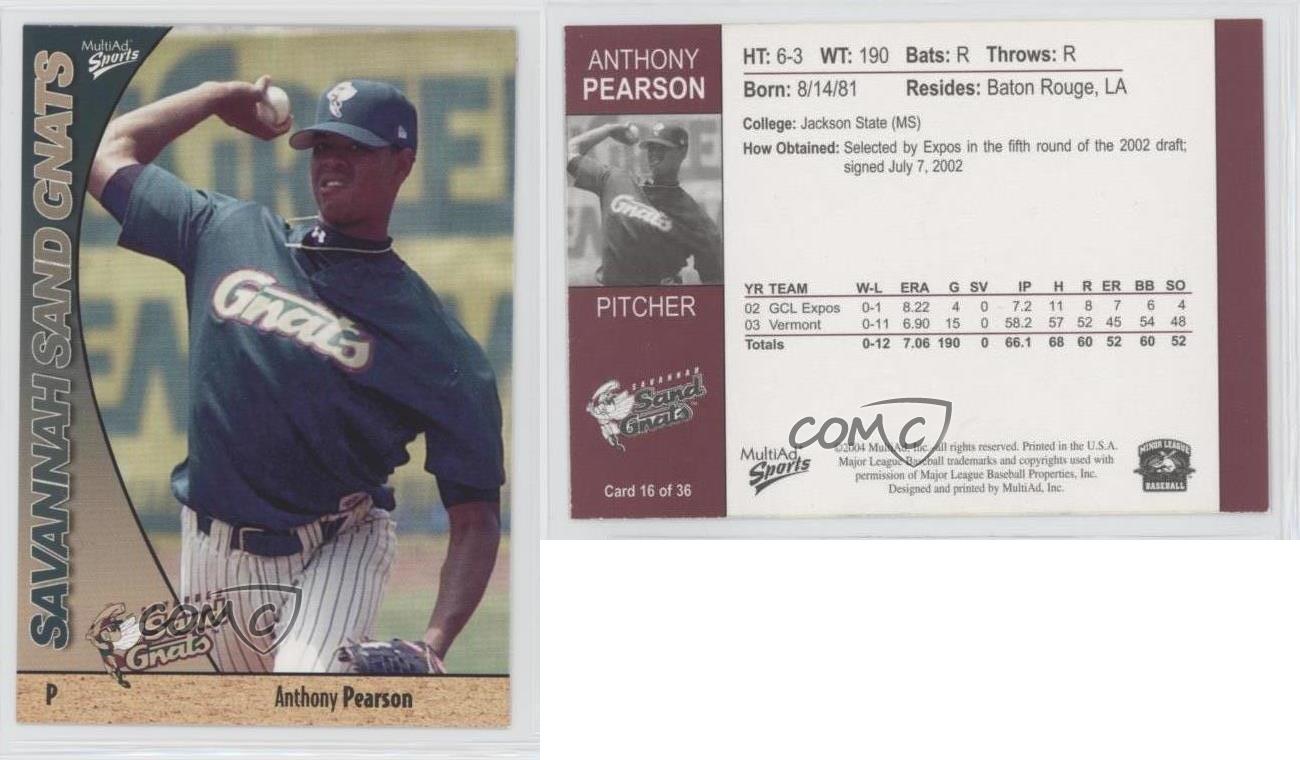 MultiAd
Sports
SAVANNAH SAND GNATS
Gnats
COMC
Sand
Gnats
P
Anthony Pearson
ANTHONY
PEARSON
Gnats
PITCHER
SAVANNAH
Sand
Gnats
Card 16 of 36
HT: 6-3 WT: 190 Bats: R Throws: R
Born: 8/14/81 Resides: Baton Rouge, LA
College: Jackson State (MS)
How Obtained: Selected by Expos in the fifth round of the 2002 draft;
signed July 7, 2002
YR TEAM W-L ERA G SV IP H R ER BB SO
02 GCL Expos 0-1 8.22 4 0 7.2 11 8 7 6 4
03 Vermont 0-11 6.90 15 0 58.2 57 52 45 54 48
Totals 0-12 7.06 190 0 66.1 68 60 52 60 52
COMC
MultiAd
Sports
©2004 MultiAd, Inc. all rights reserved. Printed in the U.S.A.
Major League Baseball trademarks and copyrights used with
permission of Major League Baseball Properties, Inc.
Designed and printed by MultiAd, Inc.
MINOR LEAGUE
BASEBALL